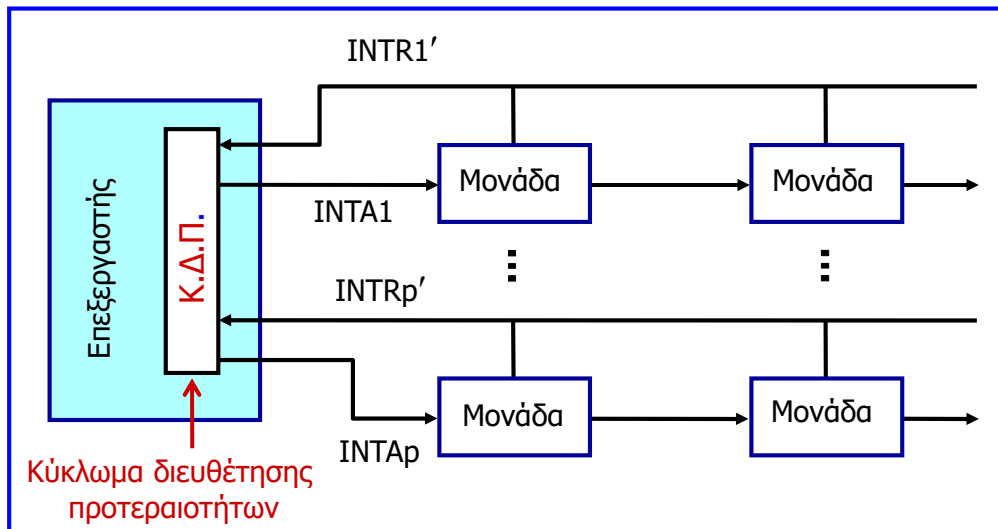 INTR1′
Επεξεργαστής
Κ.Δ.Π.
Μονάδα
Μονάδα
INTA1
INTRp′
Μονάδα
Μονάδα
INTAp
Κύκλωμα διευθέτησης
προτεραιοτήτων